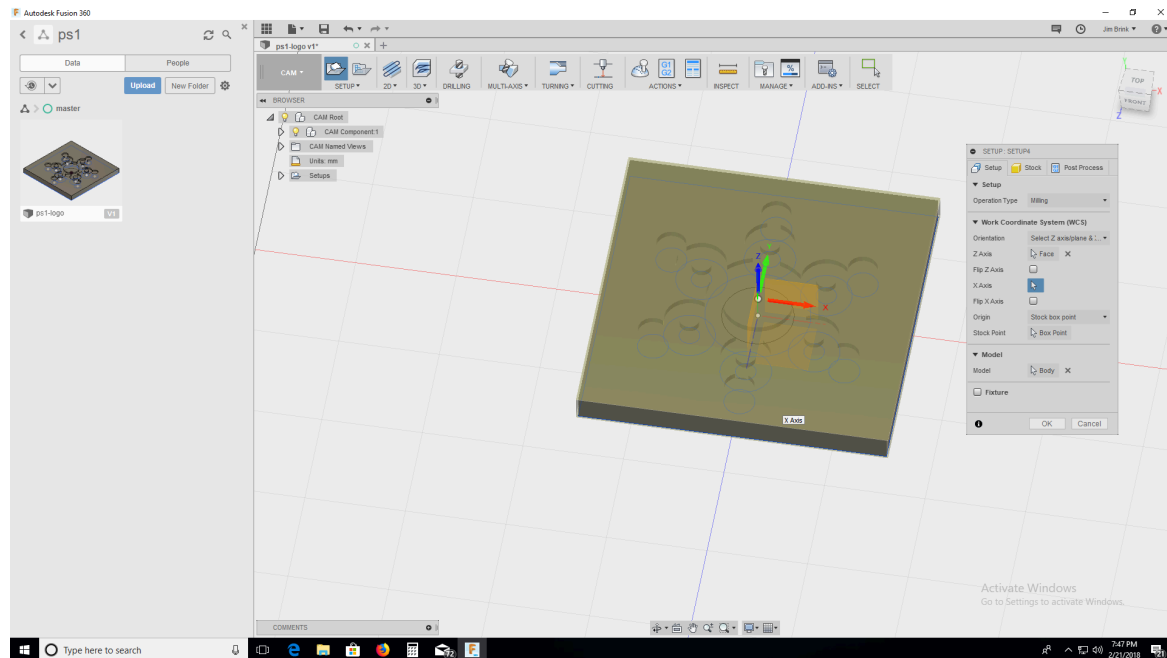 Autodesk Fusion 360
ps1
Data People
Upload New Folder
master
ps1-logo V1
ps1-logo v1*
Jim Brink
CAM
SETUP 2D 3D DRILLING MULTI-AXIS TURNING CUTTING ACTIONS INSPECT MANAGE ADD-INS SELECT
G1
G2
BROWSER
CAM Root
CAM Component:1
CAM Named Views
Units: mm
Setups
TOP
FRONT
X
Y
Z
Z
Y
X
X Axis
SETUP: SETUP4
Setup Stock Post Process
Setup
Operation Type Milling
Work Coordinate System (WCS)
Orientation Select Z axis/plane & :...
Z Axis Face
Flip Z Axis
X Axis
Flip X Axis
Origin Stock box point
Stock Point Box Point
Model
Model Body
Fixture
OK Cancel
Activate Windows
Go to Settings to activate Windows.
COMMENTS
Type here to search
72
7:47 PM
2/21/2018
21